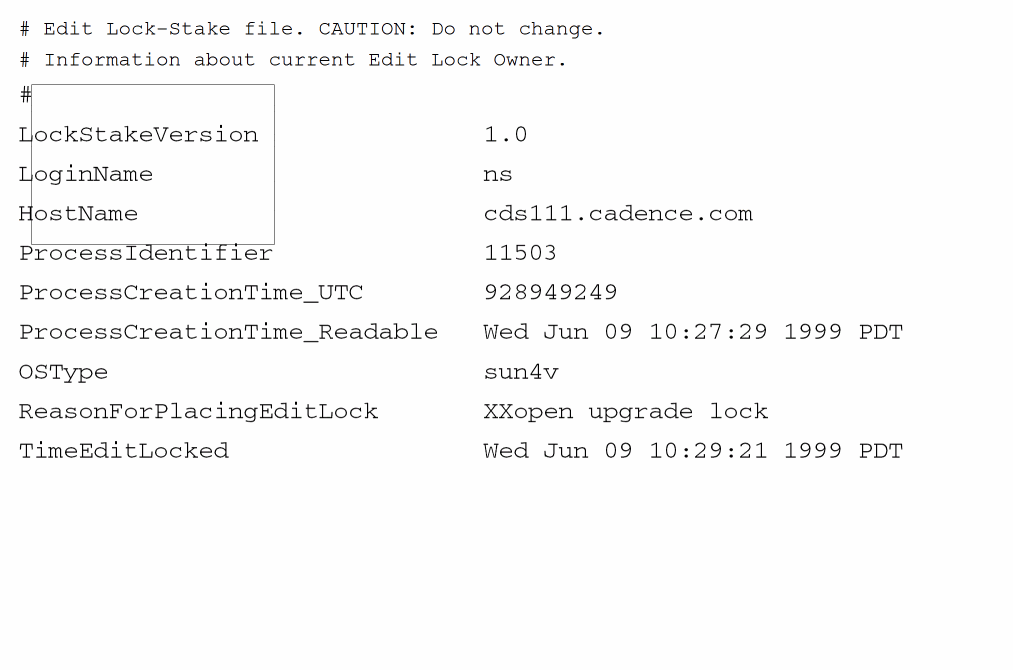 # Edit Lock-Stake file. CAUTION: Do not change.
# Information about current Edit Lock Owner.
#
LockStakeVersion 1.0
LoginName ns
HostName cds111.cadence.com
ProcessIdentifier 11503
ProcessCreationTime_UTC 928949249
ProcessCreationTime_Readable Wed Jun 09 10:27:29 1999 PDT
OSType sun4v
ReasonForPlacingEditLock XXopen upgrade lock
TimeEditLocked Wed Jun 09 10:29:21 1999 PDT